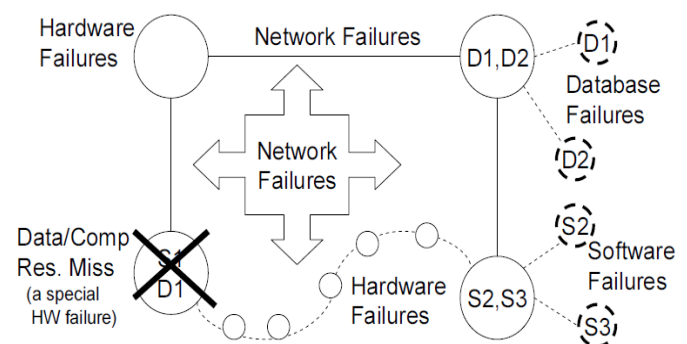 Hardware
Failures
Network Failures
D1,D2
D1
Database
Failures
D2
Network
Failures
Data/Comp
Res. Miss
(a special
HW failure)
S1
D1
Hardware
Failures
S2,S3
S2
Software
Failures
S3